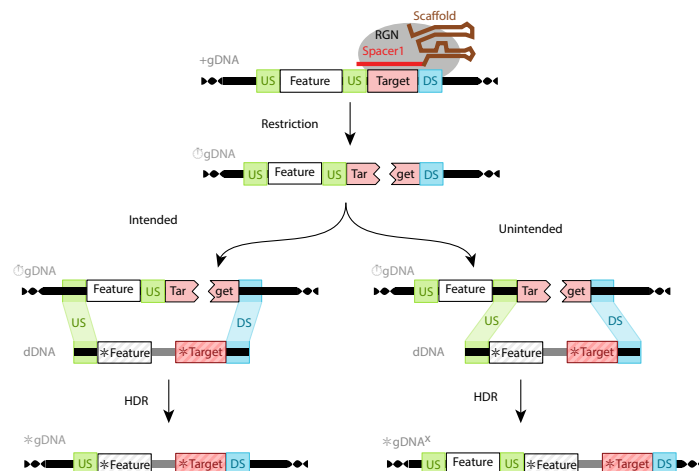 Scaffold
RGN
Spacer1
+gDNA
US Feature US Target DS
Restriction
⏱gDNA
US Feature US Tar get DS
Intended
Unintended
⏱gDNA
Feature US Tar get
US
DS
dDNA
*Feature *Target
HDR
*gDNA
US *Feature *Target DS
⏱gDNA
US Feature Tar get
US
DS
dDNA
*Feature *Target
HDR
*gDNAˣ
US Feature US *Feature *Target DS